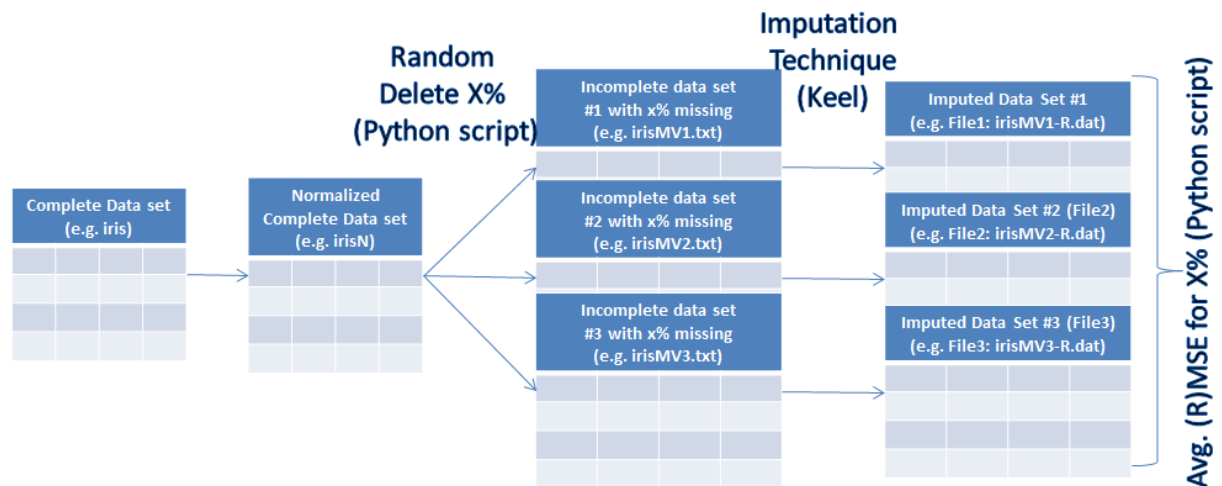 Complete Data set
(e.g. iris)
Normalized
Complete Data set
(e.g. irisN)
Random
Delete X%
(Python script)
Incomplete data set
#1 with x% missing
(e.g. irisMV1.txt)
Incomplete data set
#2 with x% missing
(e.g. irisMV2.txt)
Incomplete data set
#3 with x% missing
(e.g. irisMV3.txt)
Imputation
Technique
(Keel)
Imputed Data Set #1
(e.g. File1: irisMV1-R.dat)
Imputed Data Set #2 (File2)
(e.g. File2: irisMV2-R.dat)
Imputed Data Set #3 (File3)
(e.g. File3: irisMV3-R.dat)
Avg. (R)MSE for X% (Python script)